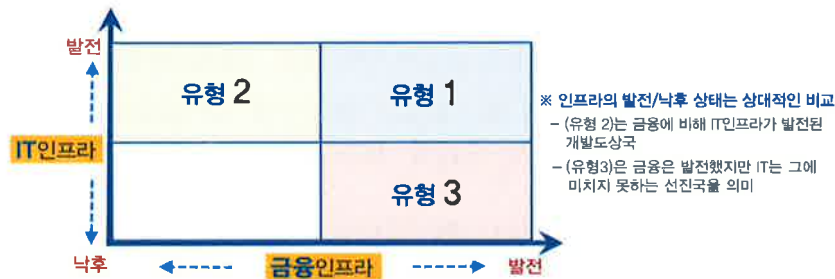 발전
유형 2
유형 1
※ 인프라의 발전/낙후 상태는 상대적인 비교
- (유형 2)는 금융에 비해 IT인프라가 발전된
개발도상국
IT인프라
- (유형3)은 금융은 발전했지만 IT는 그에
미치지 못하는 선진국을 의미
유형 3
낙후
금융인프라
발전